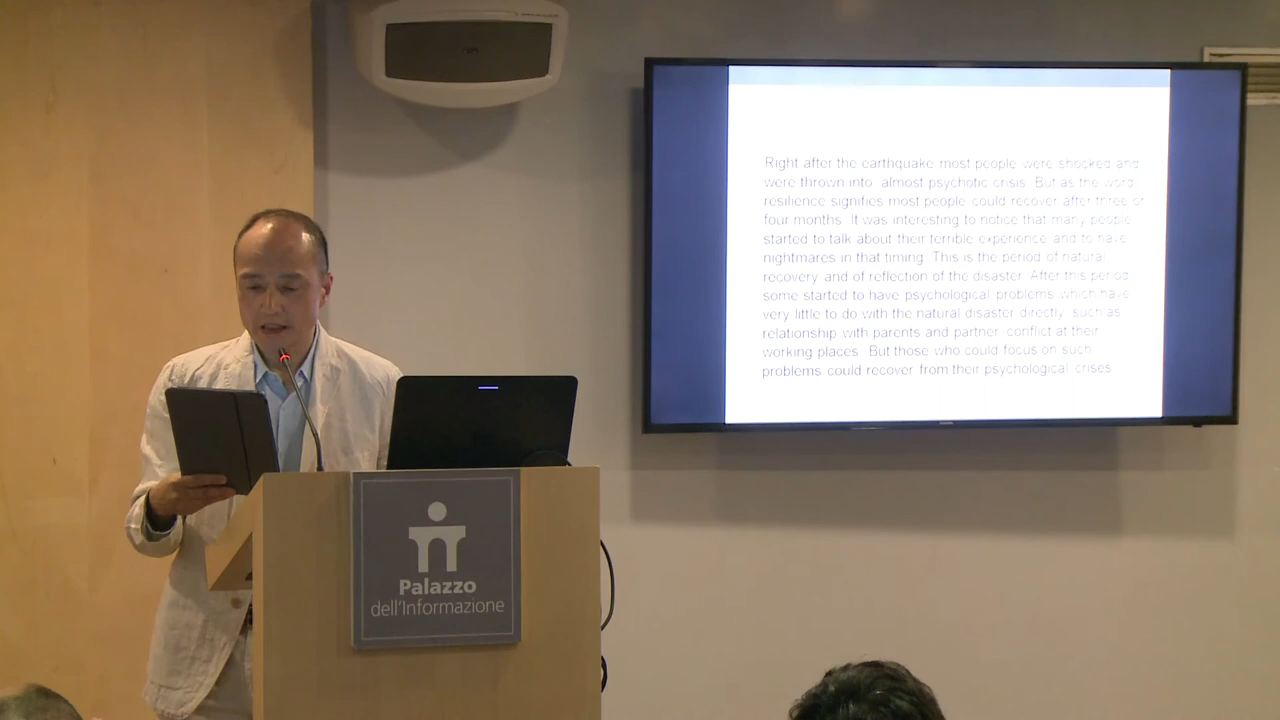 Right after the earthquake most people were shocked and
were thrown into almost psychotic crisis. But as the word
resilience signifies most people could recover after three or
four months. It was interesting to notice that many people
started to talk about their terrible experience and to have
nightmares in that timing. This is the period of natural
recovery and of reflection of the disaster. After this period
some started to have psychological problems which have
very little to do with the natural disaster directly, such as
relationship with parents and partner, conflict at their
working places. But those who could focus on such
problems could recover from their psychological crises.
Palazzo
dell'Informazione